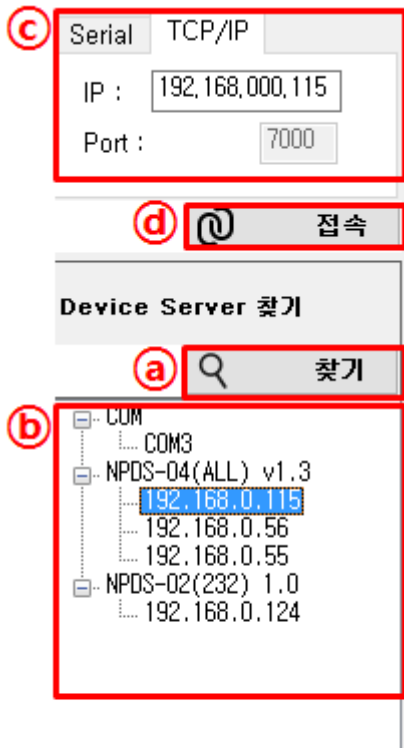 ⓒ
Serial TCP/IP
IP : 192,168,000,115
Port : 7000
ⓓ 접속
Device Server 찾기
ⓐ 찾기
ⓑ
COM
COM3
NPDS-04(ALL) v1.3
192.168.0.115
192.168.0.56
192.168.0.55
NPDS-02(232) 1.0
192.168.0.124